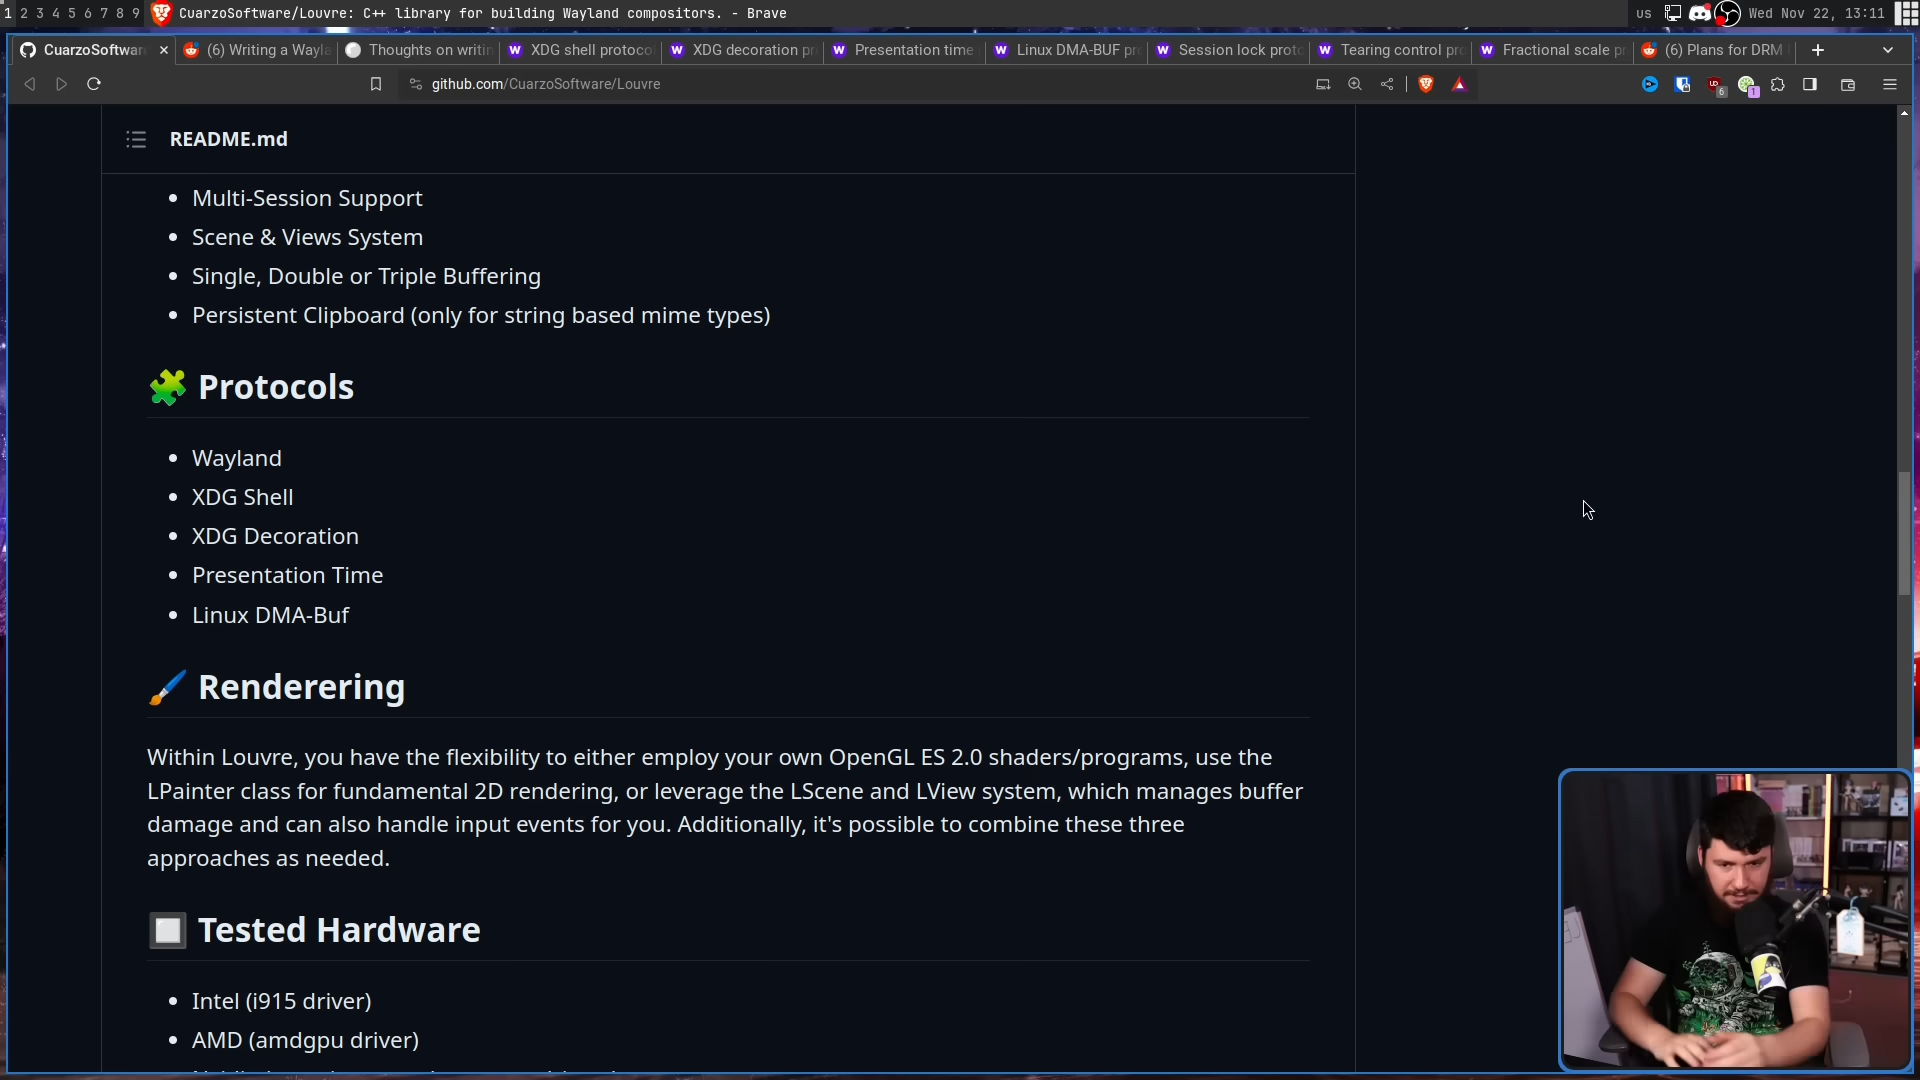 1 2 3 4 5 6 7 8 9 CuarzoSoftware/Louvre: C++ library for building Wayland compositors. - Brave us Wed Nov 22, 13:11
CuarzoSoftwar (6) Writing a Wayla Thoughts on writin XDG shell protoco XDG decoration pr Presentation time Linux DMA-BUF pr Session lock proto Tearing control pro Fractional scale pr (6) Plans for DRM
github.com/CuarzoSoftware/Louvre 6 1
README.md
Multi-Session Support
Scene & Views System
Single, Double or Triple Buffering
Persistent Clipboard (only for string based mime types)
Protocols
Wayland
XDG Shell
XDG Decoration
Presentation Time
Linux DMA-Buf
Renderering
Within Louvre, you have the flexibility to either employ your own OpenGL ES 2.0 shaders/programs, use the
LPainter class for fundamental 2D rendering, or leverage the LScene and LView system, which manages buffer
damage and can also handle input events for you. Additionally, it's possible to combine these three
approaches as needed.
Tested Hardware
Intel (i915 driver)
AMD (amdgpu driver)